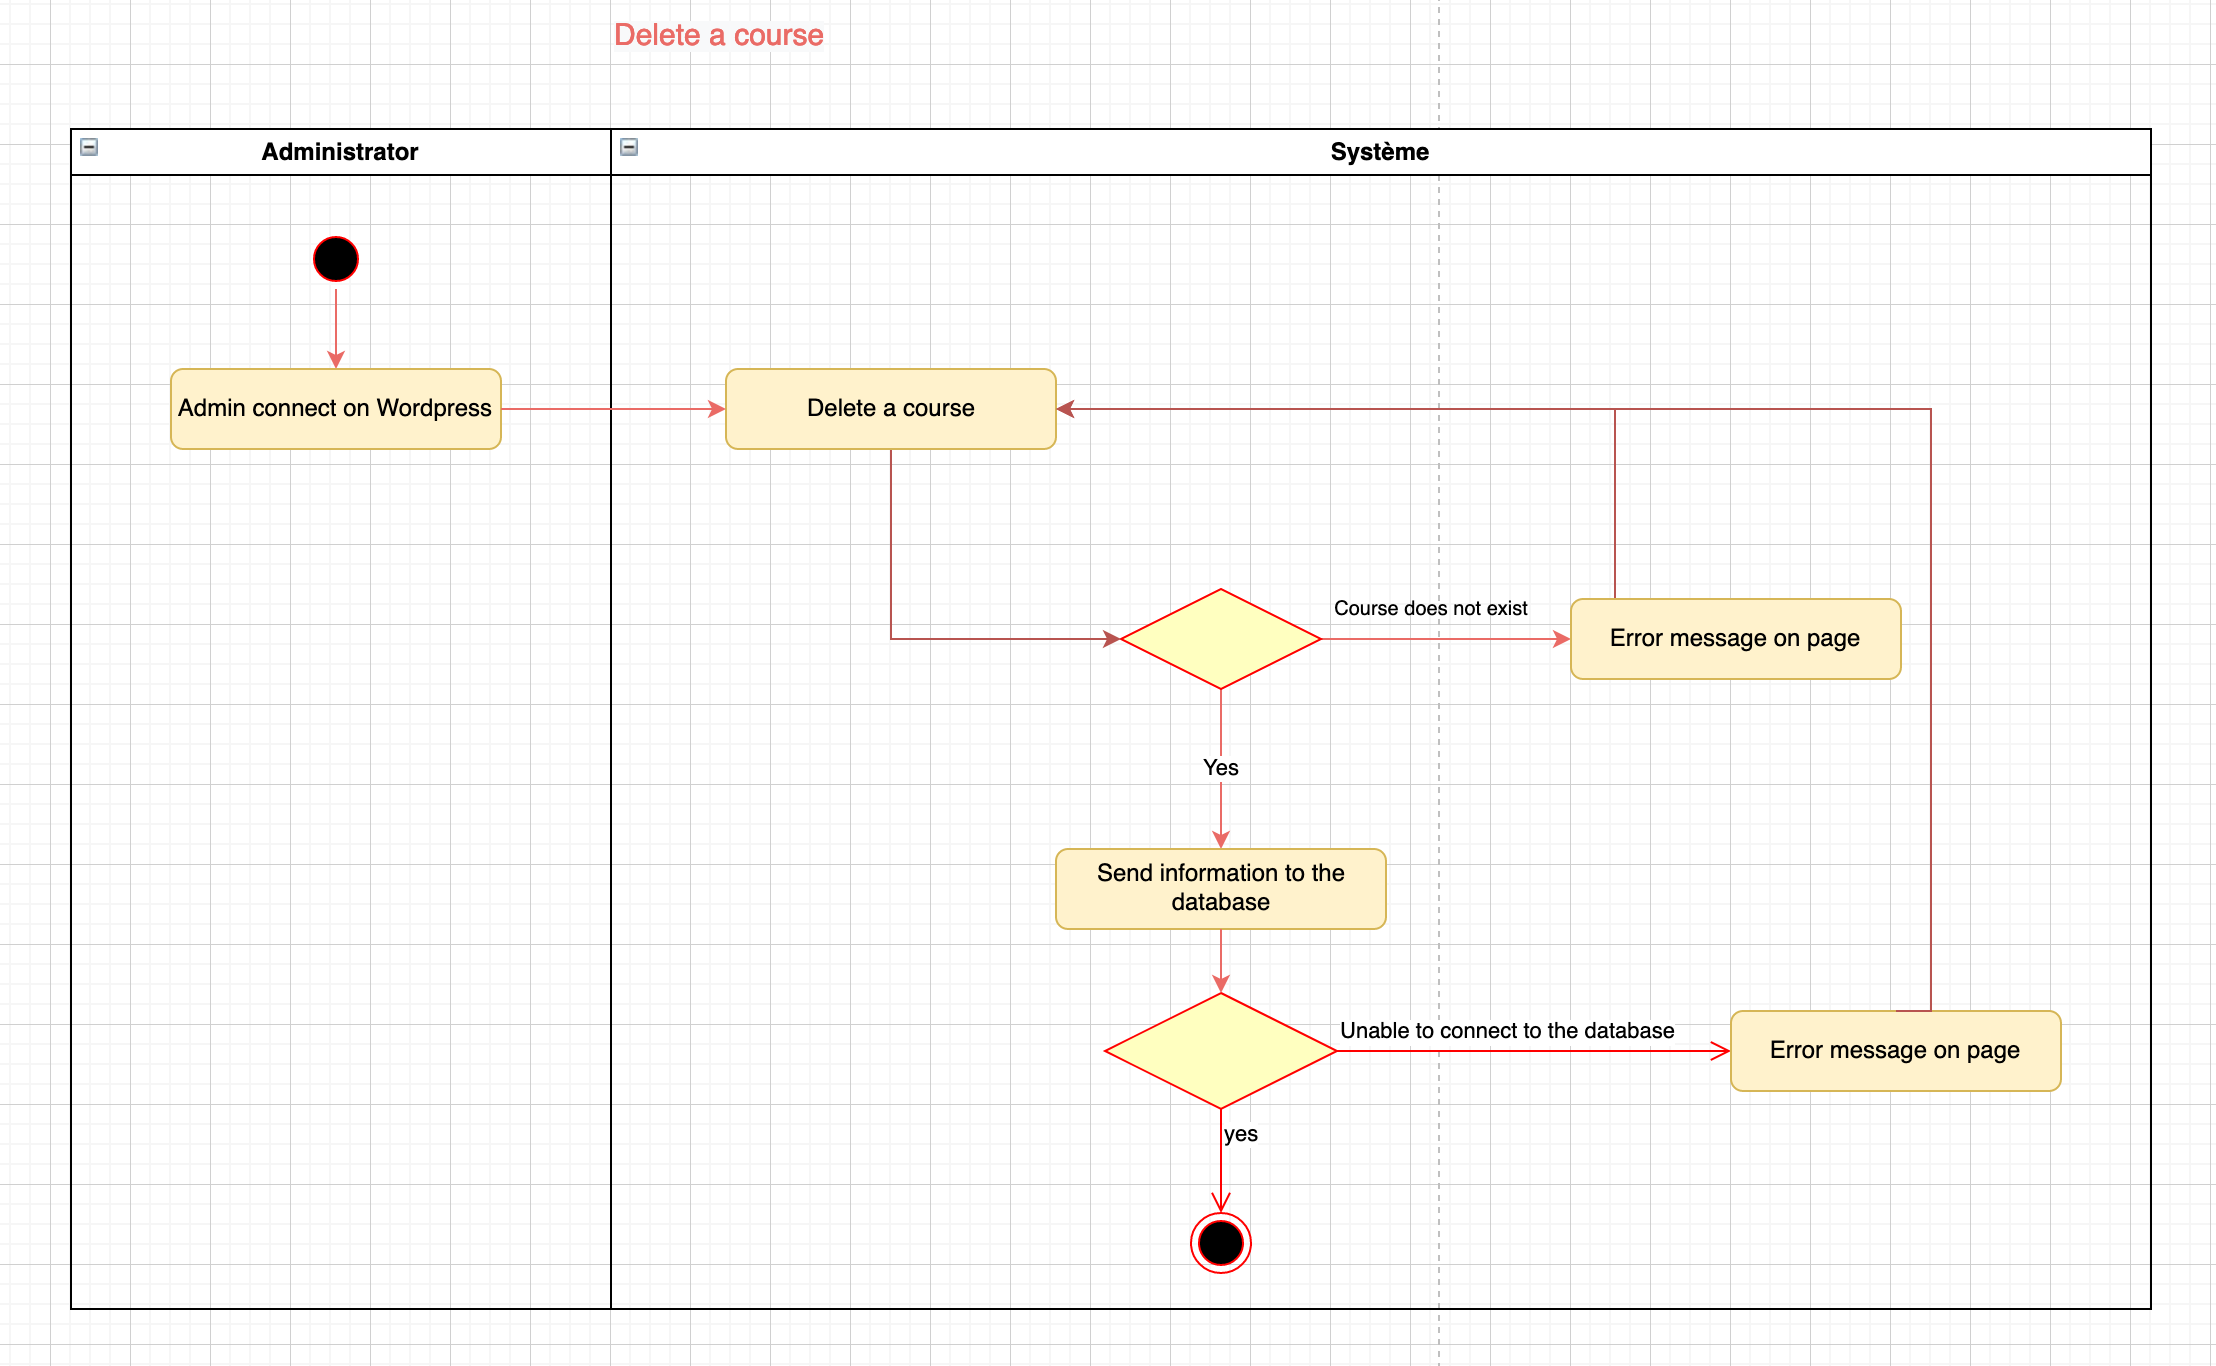 Delete a course
Administrator
Système
Admin connect on Wordpress
Delete a course
Course does not exist
Error message on page
Yes
Send information to the
database
Unable to connect to the database
Error message on page
yes